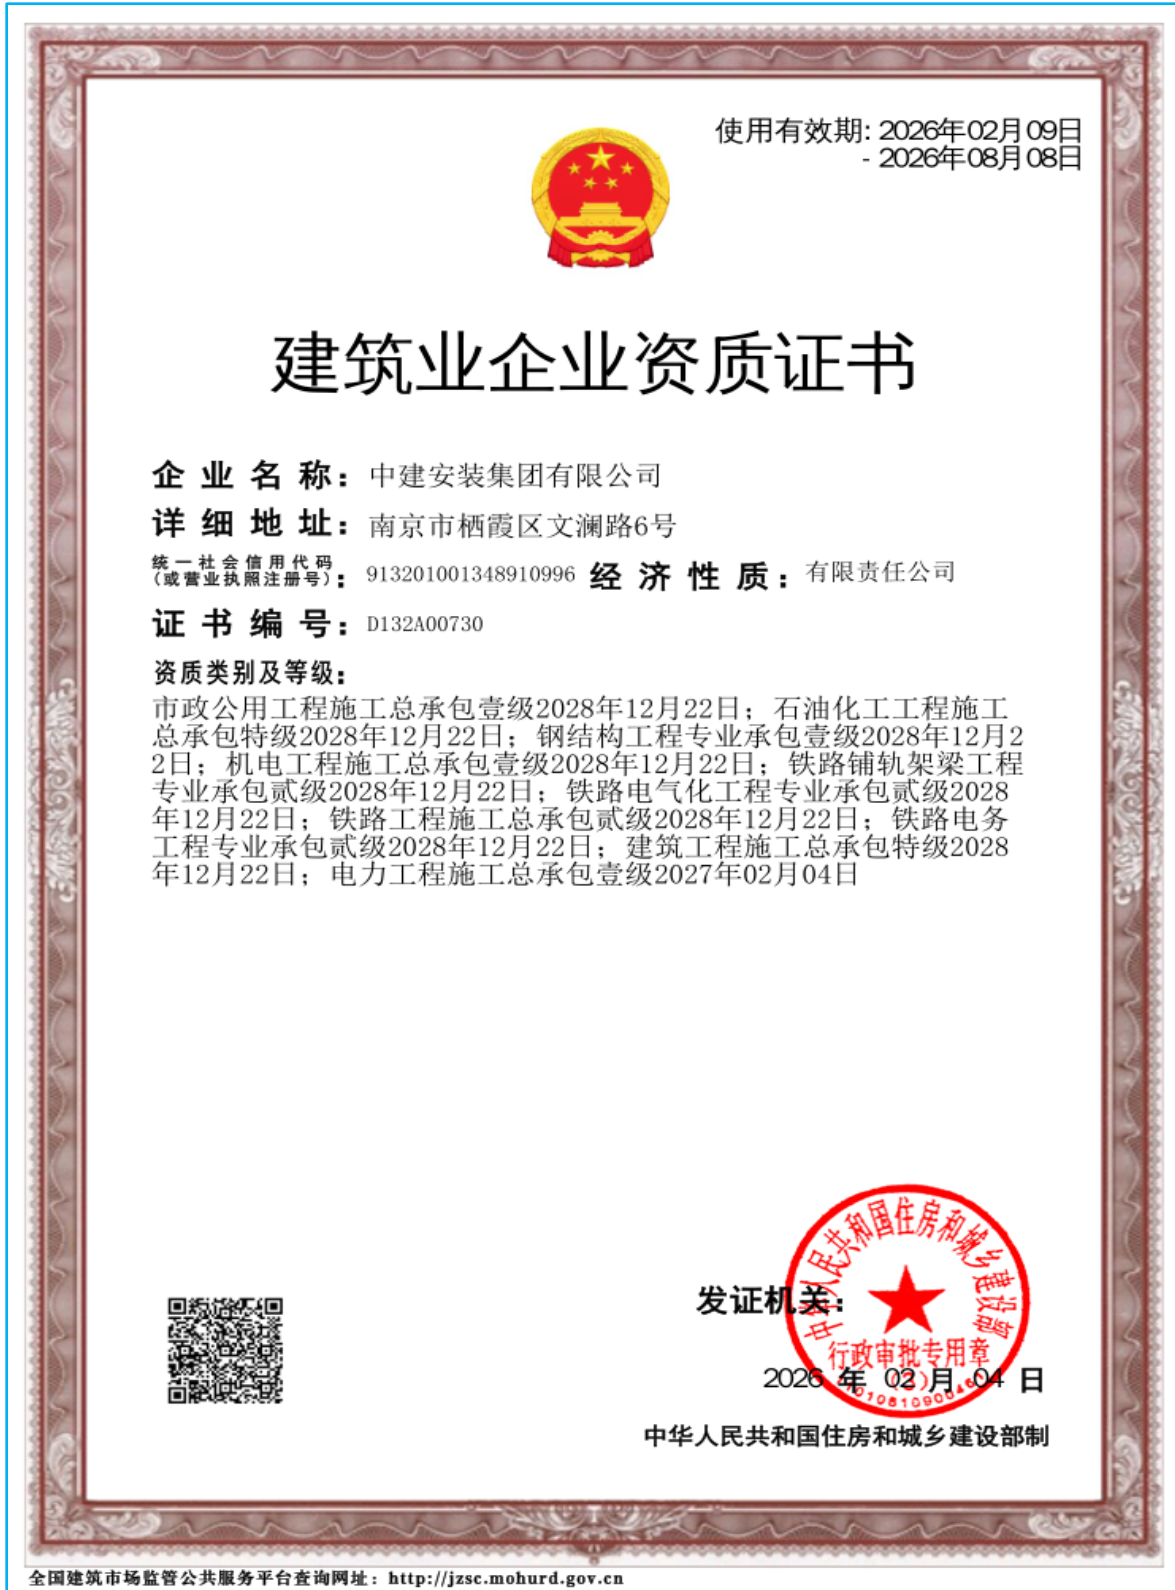 使用有效期: 2026年02月09日
- 2026年08月08日
建筑业企业资质证书
企业名称：中建安装集团有限公司
详细地址：南京市栖霞区文澜路6号
统一社会信用代码
(或营业执照注册号)：913201001348910996 经济性质：有限责任公司
证书编号：D132A00730
资质类别及等级：
市政公用工程施工总承包壹级2028年12月22日；石油化工工程施工
总承包特级2028年12月22日；钢结构工程专业承包壹级2028年12月2
2日；机电工程施工总承包壹级2028年12月22日；铁路铺轨架梁工程
专业承包贰级2028年12月22日；铁路电气化工程专业承包贰级2028
年12月22日；铁路工程施工总承包贰级2028年12月22日；铁路电务
工程专业承包贰级2028年12月22日；建筑工程施工总承包特级2028
年12月22日；电力工程施工总承包壹级2027年02月04日
中华人民共和国住房和城乡建设部
发证机关：
行政审批专用章
(3)
2026 年 02 月 04 日
中华人民共和国住房和城乡建设部制
全国建筑市场监管公共服务平台查询网址：http://jzsc.mohurd.gov.cn